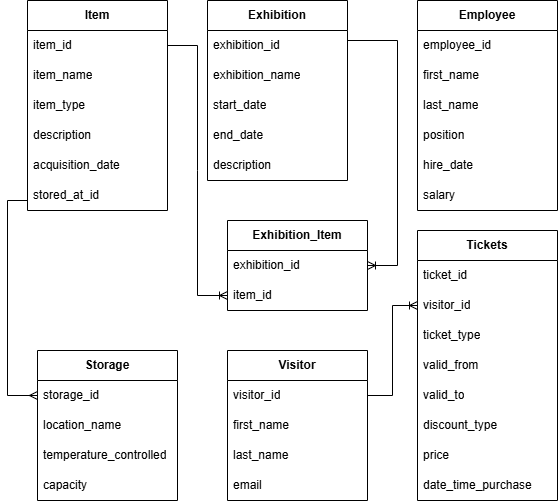 Item
item_id
item_name
item_type
description
acquisition_date
stored_at_id
Exhibition
exhibition_id
exhibition_name
start_date
end_date
description
Employee
employee_id
first_name
last_name
position
hire_date
salary
Exhibition_Item
exhibition_id
item_id
Tickets
ticket_id
visitor_id
ticket_type
valid_from
valid_to
discount_type
price
date_time_purchase
Storage
storage_id
location_name
temperature_controlled
capacity
Visitor
visitor_id
first_name
last_name
email